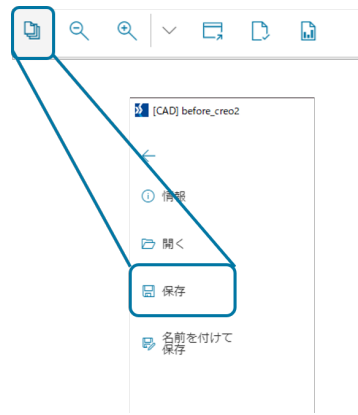 [CAD] before_creo2
情報
開く
保存
名前を付けて
保存